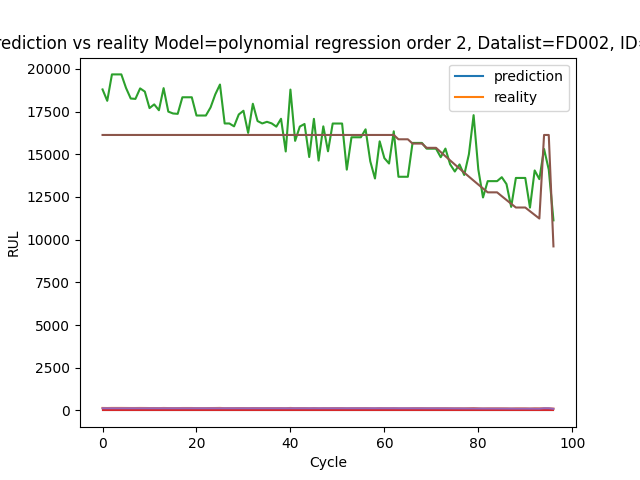 rediction vs reality Model=polynomial regression order 2, Datalist=FD002, ID=
20000
17500
15000
12500
10000
7500
5000
2500
0
RUL
prediction
reality
0 20 40 60 80 100
Cycle